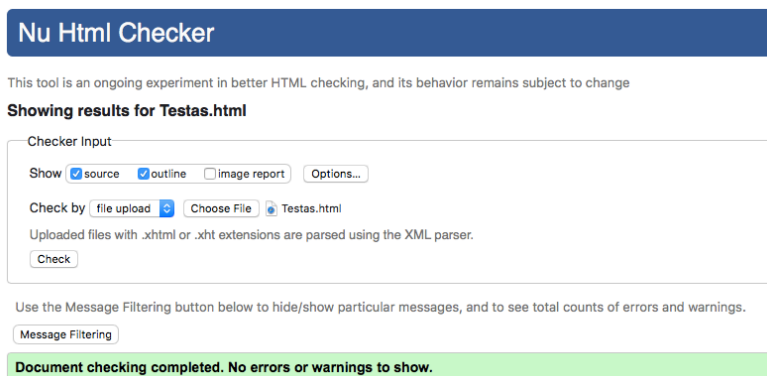 Nu Html Checker
This tool is an ongoing experiment in better HTML checking, and its behavior remains subject to change
Showing results for Testas.html
Checker Input
Show source outline image report Options...
Check by file upload Choose File Testas.html
Uploaded files with .xhtml or .xht extensions are parsed using the XML parser.
Check
Use the Message Filtering button below to hide/show particular messages, and to see total counts of errors and warnings.
Message Filtering
Document checking completed. No errors or warnings to show.